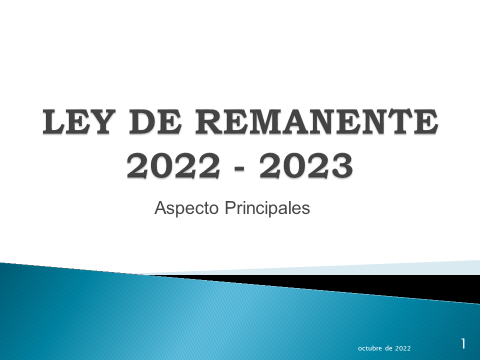 LEY DE REMANENTE
2022 - 2023
Aspecto Principales
octubre de 2022
1